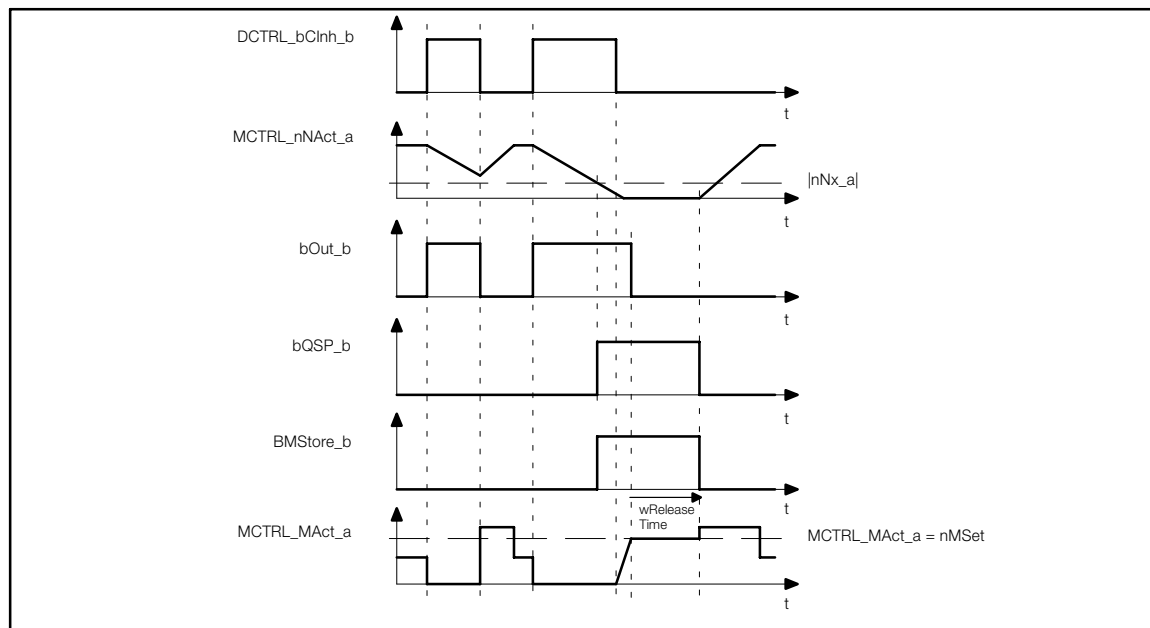 DCTRL_bCInh_b
t
MCTRL_nNAct_a
|nNx_a|
t
bOut_b
t
bQSP_b
t
BMStore_b
t
wRelease
Time
MCTRL_MAct_a
MCTRL_MAct_a = nMSet
t